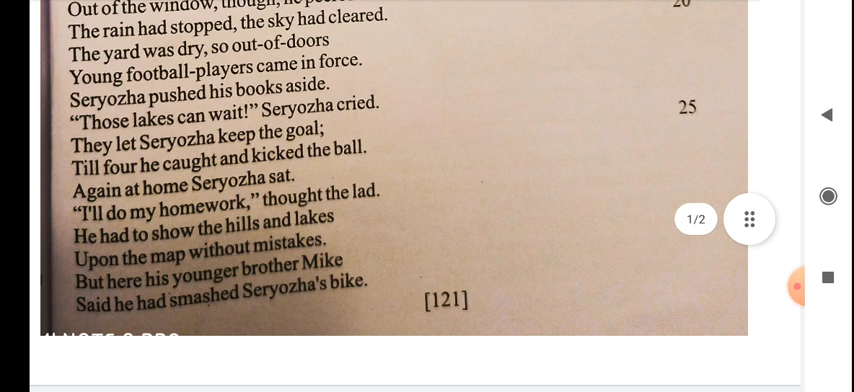 Out of the window, though, he
The rain had stopped, the sky had cleared.
20
The yard was dry, so out-of-doors
Young football-players came in force.
Seryozha pushed his books aside.
“Those lakes can wait!” Seryozha cried.
25
They let Seryozha keep the goal;
Till four he caught and kicked the ball.
Again at home Seryozha sat.
“I'll do my homework,” thought the lad.
He had to show the hills and lakes
Upon the map without mistakes.
But here his younger brother Mike
Said he had smashed Seryozha's bike.
[121]
1/2